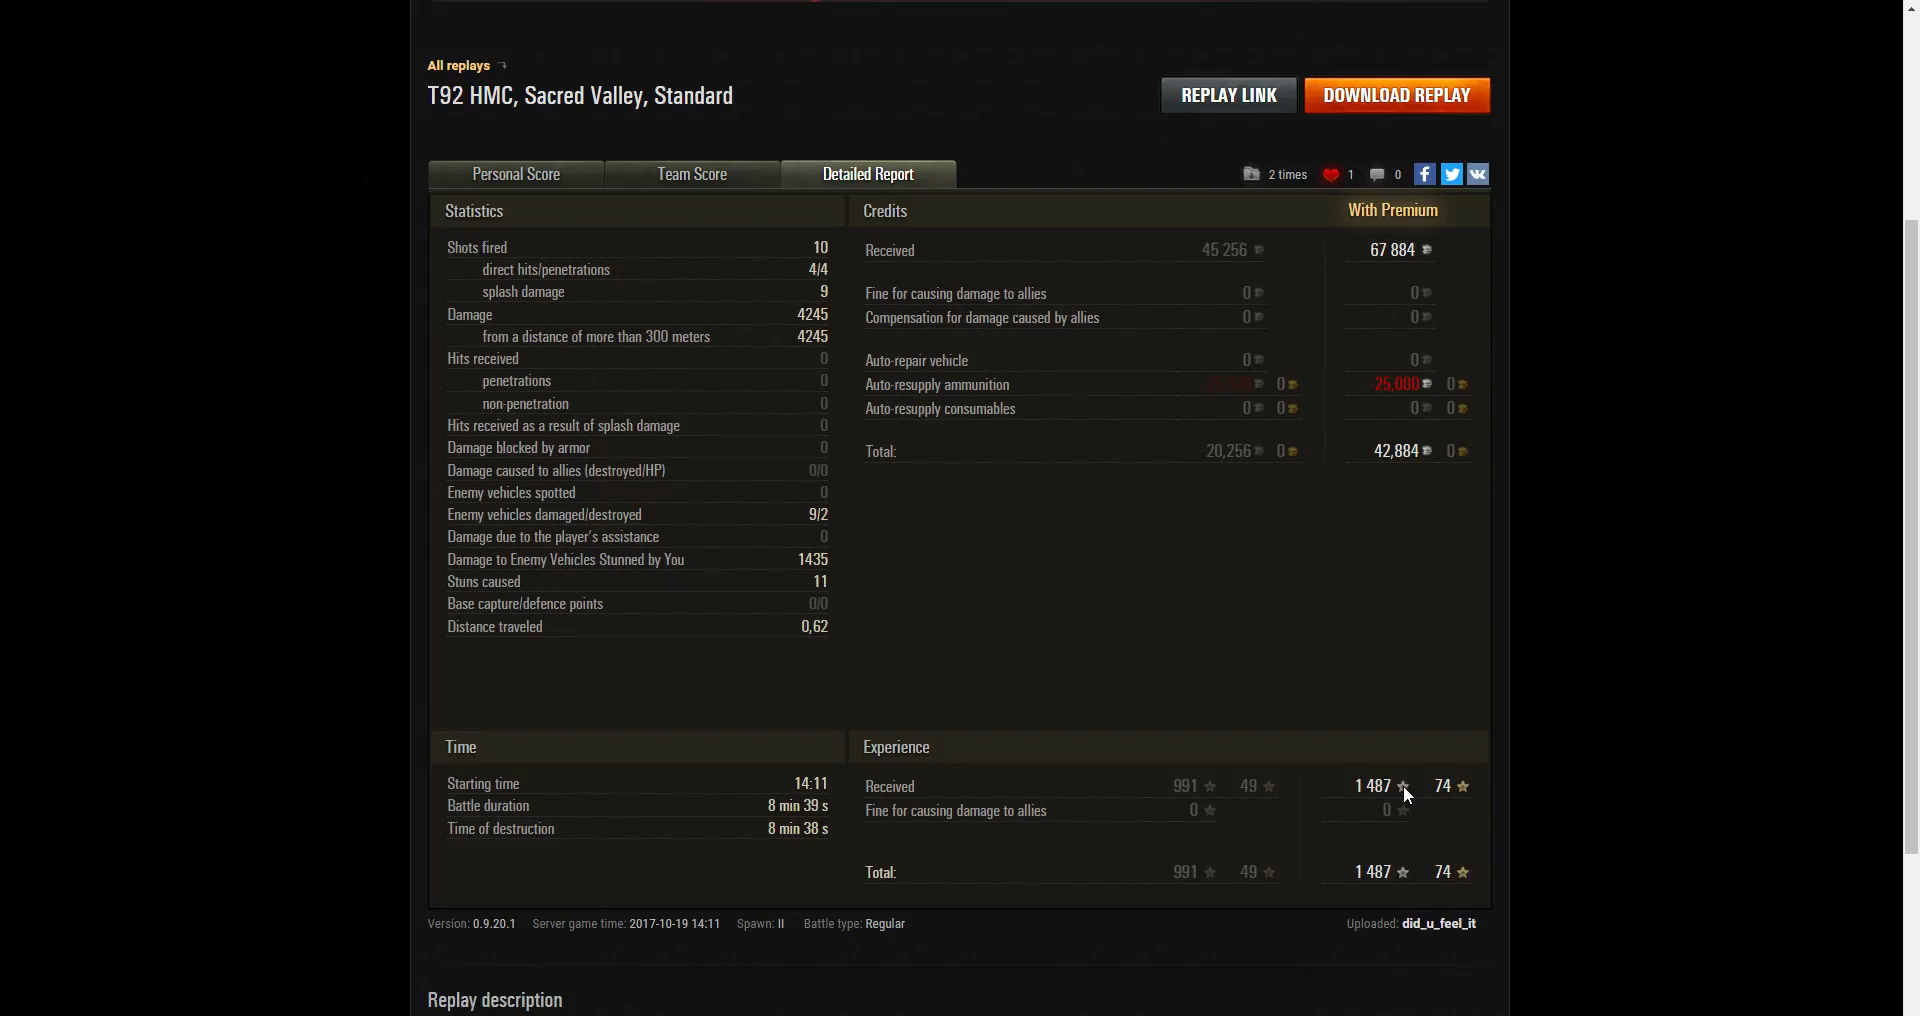 All replays
T92 HMC, Sacred Valley, Standard
REPLAY LINK
DOWNLOAD REPLAY
Personal Score
Team Score
Detailed Report
2 times
1
0
Statistics
Shots fired 10
direct hits/penetrations 4/4
splash damage 9
Damage 4245
from a distance of more than 300 meters 4245
Hits received 0
penetrations 0
non-penetration 0
Hits received as a result of splash damage 0
Damage blocked by armor 0
Damage caused to allies (destroyed/HP) 0/0
Enemy vehicles spotted 0
Enemy vehicles damaged/destroyed 9/2
Damage due to the player's assistance 0
Damage to Enemy Vehicles Stunned by You 1435
Stuns caused 11
Base capture/defence points 0/0
Distance traveled 0,62
Credits With Premium
Received 45 256 67 884
Fine for causing damage to allies 0 0
Compensation for damage caused by allies 0 0
Auto-repair vehicle 0 0
Auto-resupply ammunition 0 -25,000 0
Auto-resupply consumables 0 0 0 0
Total: 20,256 0 42,884 0
Time
Starting time 14:11
Battle duration 8 min 39 s
Time of destruction 8 min 38 s
Experience
Received 991 49 1 487 74
Fine for causing damage to allies 0 0
Total: 991 49 1 487 74
Version: 0.9.20.1 Server game time: 2017-10-19 14:11 Spawn: II Battle type: Regular Uploaded: did_u_feel_it
Replay description